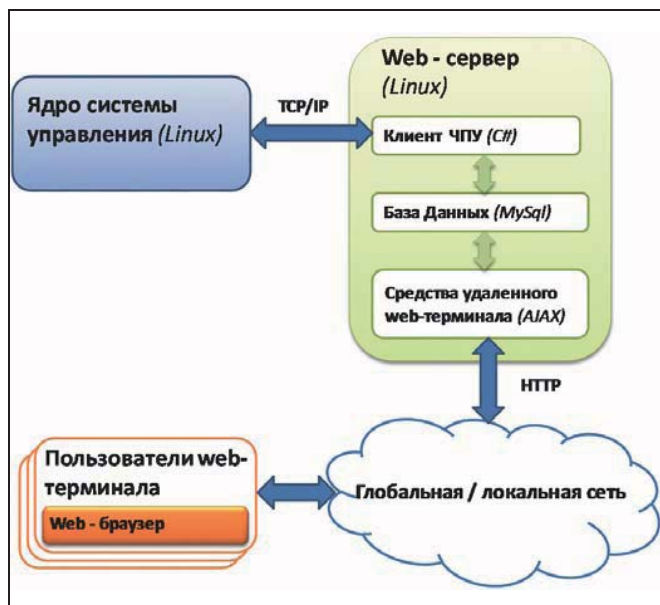 Ядро системы
управления (Linux)
TCP/IP
Web - сервер
(Linux)
Клиент ЧПУ (C#)
База Данных (MySql)
Средства удаленного
web-терминала (AJAX)
HTTP
Глобальная / локальная сеть
Пользователи web-
терминала
Web - браузер